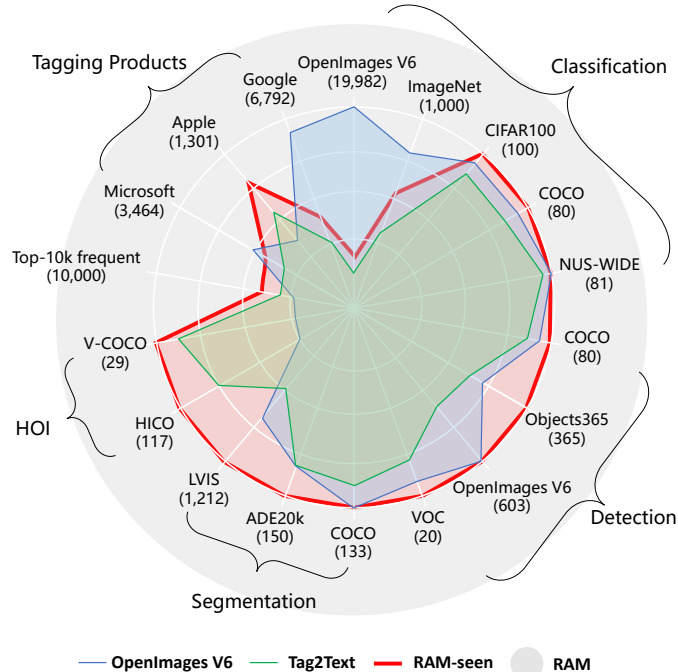 Tagging Products
Classification
OpenImages V6
(19,982)
Google
(6,792)
ImageNet
(1,000)
Apple
(1,301)
CIFAR100
(100)
Microsoft
(3,464)
COCO
(80)
Top-10k frequent
(10,000)
NUS-WIDE
(81)
V-COCO
(29)
COCO
(80)
HOI
HICO
(117)
Objects365
(365)
LVIS
(1,212)
OpenImages V6
(603)
ADE20k
(150)
COCO
(133)
VOC
(20)
Detection
Segmentation
OpenImages V6
Tag2Text
RAM-seen
RAM